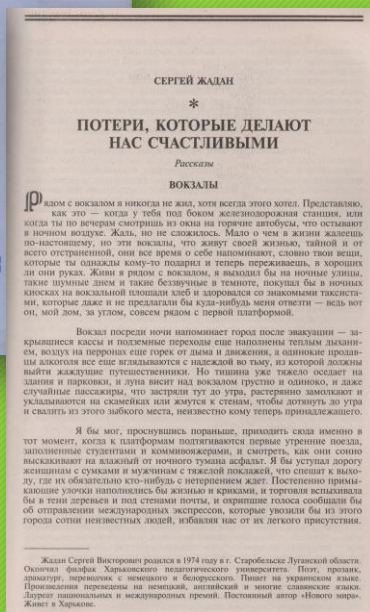 СЕРГЕЙ ЖАДАН
*
ПОТЕРИ, КОТОРЫЕ ДЕЛАЮТ
НАС СЧАСТЛИВЫМИ
Рассказы
ВОКЗАЛЫ
Рядом с вокзалом я никогда не жил, хотя всегда этого хотел. Представляю,
как это — когда у тебя под боком железнодорожная станция, или
когда ты по вечерам смотришь из окна на горячие автобусы, что остывают
в ночном воздухе. Жаль, но не сложилось. Мало о чем в жизни жалеешь
по-настоящему, но эти вокзалы, что живут своей жизнью, тайной и от
всего отстраненной, они все время о себе напоминают, словно твои вещи,
которые ты однажды кому-то подарил и теперь переживаешь, в хороших
ли они руках. Живи я рядом с вокзалом, я выходил бы на ночные улицы,
такие шумные днем и такие беззвучные в темноте, покупал бы в ночных
киосках на вокзальной площади хлеб и здоровался со знакомыми таксиста-
ми, которые даже и не предлагали бы куда-нибудь меня отвезти — ведь вот
он, мой дом, за углом, совсем рядом с первой платформой.
Вокзал посреди ночи напоминает город после эвакуации — за-
крывшиеся кассы и подземные переходы еще наполнены теплым дыхани-
ем, воздух на перронах еще горек от дыма и движения, а одинокие продав-
цы алкоголя все еще вглядываются с надеждой во тьму, из которой должны
выйти жаждущие путешественники. Но тишина уже тяжело оседает на
здания и парковки, и луна висит над вокзалом грустно и одиноко, и даже
случайные пассажиры, что застряли тут до утра, растерянно замолкают и
укладываются на скамейках или жмутся к стенам, чтобы дотянуть до утра
и свалить из этого зыбкого места, неизвестно кому теперь принадлежащего.
Я бы мог, проснувшись пораньше, приходить сюда именно в
тот момент, когда к платформам подтягиваются первые утренние поезда,
заполненные студентами и коммивояжерами, и смотреть, как они сонно
выскакивают на влажный от ночного тумана асфальт. Я бы уступал дорогу
женщинам с сумками и мужчинам с тяжелой поклажей, что спешат к выхо-
ду, где их обязательно кто-нибудь с нетерпением ждет. Постепенно примы-
кающие улочки наполнялись бы жизнью и криками, и торговля вспыхивала
бы в тени деревьев и под стенами почты, и охрипшие голоса сообщали бы
об отправлении международных экспрессов, которые увозили бы из этого
города сотни неизвестных людей, избавляя нас от их легкого присутствия.
Жадан Сергей Викторович родился в 1974 году в г. Старобельске Луганской области.
Окончил филфак Харьковского педагогического университета. Поэт, прозаик,
драматург, переводчик с немецкого и белорусского. Пишет на украинском языке.
Произведения переведены на немецкий, английский и многие славянские языки.
Лауреат национальных и международных премий. Постоянный автор «Нового мира».
Живет в Харькове.